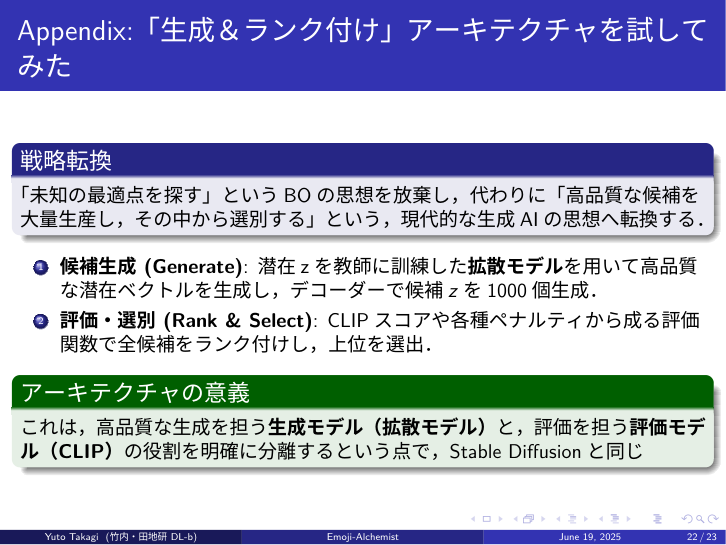 Appendix:「生成＆ランク付け」アーキテクチャを試して
みた
戦略転換
「未知の最適点を探す」という BO の思想を放棄し，代わりに「高品質な候補を
大量生産し，その中から選別する」という，現代的な生成 AI の思想へ転換する．
1 候補生成 (Generate): 潜在 z を教師に訓練した拡散モデルを用いて高品質
な潜在ベクトルを生成し，デコーダーで候補 z を 1000 個生成．
2 評価・選別 (Rank & Select): CLIP スコアや各種ペナルティから成る評価
関数で全候補をランク付けし，上位を選出．
アーキテクチャの意義
これは，高品質な生成を担う生成モデル（拡散モデル）と，評価を担う評価モデ
ル（CLIP）の役割を明確に分離するという点で，Stable Diffusion と同じ
Yuto Takagi (竹内・田地研 DL-b) Emoji-Alchemist June 19, 2025 22 / 23